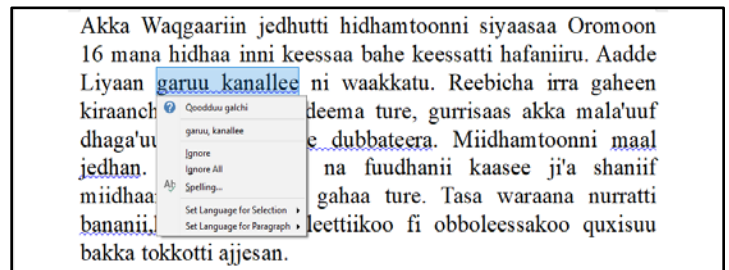 Akka Waqgaariin jedhutti hidhamtoonni siyaasaa Oromoon
16 mana hidhaa inni keessaa bahe keessatti hafaniiru. Aadde
Liyaan garuu kanallee ni waakkatu. Reebicha irra gaheen
kiraanch deema ture, gurrisaas akka mala'uuf
Qoodduu galchi
garuu, kanallee
dhaga'uu e dubbateera. Miidhamtoonni maal
Ignore
jedhan. na fuudhanii kaasee ji'a shaniif
Ignore All
Spelling...
miidhaa gahaa ture. Tasa waraana nurratti
Set Language for Selection
bananii, leettiikoo fi obboleessakoo quxisuu
Set Language for Paragraph
bakka tokkotti ajjesan.